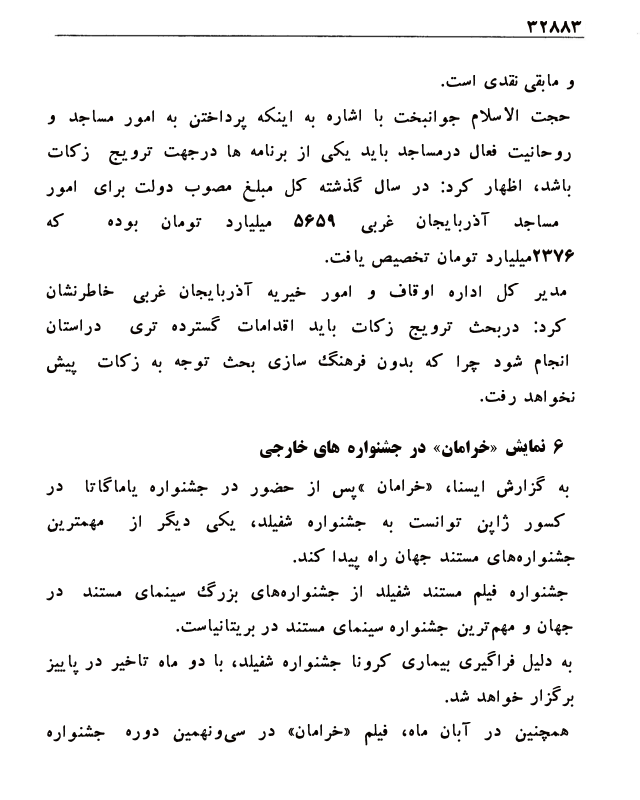 ۳۲۸۸۳
و مابقی نقدی است.
حجت الاسلام جوانبخت با اشاره به اینکه پرداختن به امور مساجد و
روحانیت فعال درمساجد باید یکی از برنامه ها درجهت ترویج زکات
باشد، اظهار کرد: در سال گذشته کل مبلغ مصوب دولت برای امور
مساجد آذربایجان غربی ۵۶۵۹ میلیارد تومان بوده که
۲۳۷۶میلیارد تومان تخصیص یافت.
مدیر کل اداره اوقاف و امور خیریه آذربایجان غربی خاطرنشان
کرد: دربحث ترویج زکات باید اقدامات گسترده تری دراستان
انجام شود چرا که بدون فرهنگ سازی بحث توجه به زکات پیش
نخواهد رفت.
۶ نمایش «خرامان» در جشنواره های خارجی
به گزارش ایسنا، «خرامان »پس از حضور در جشنواره یاماگاتا در
کسور ژاپن توانست به جشنواره شفیلد، یکی دیگر از مهمترین
جشنواره‌های مستند جهان راه پیدا کند.
جشنواره فیلم مستند شفیلد از جشنواره‌های بزرگ سینمای مستند در
جهان و مهم‌ترین جشنواره سینمای مستند در بریتانیاست.
به دلیل فراگیری بیماری کرونا جشنواره شفیلد، با دو ماه تاخیر در پاییز
برگزار خواهد شد.
همچنین در آبان ماه، فیلم «خرامان» در سی‌ونهمین دوره جشنواره